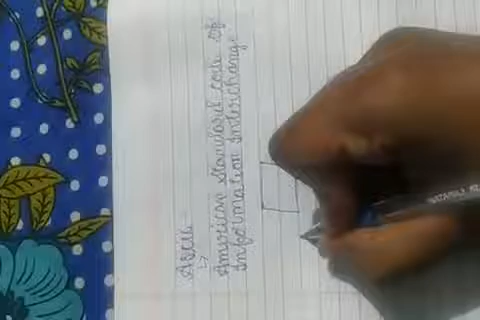 Ascii
↳ American Standard code of
Information Interchange